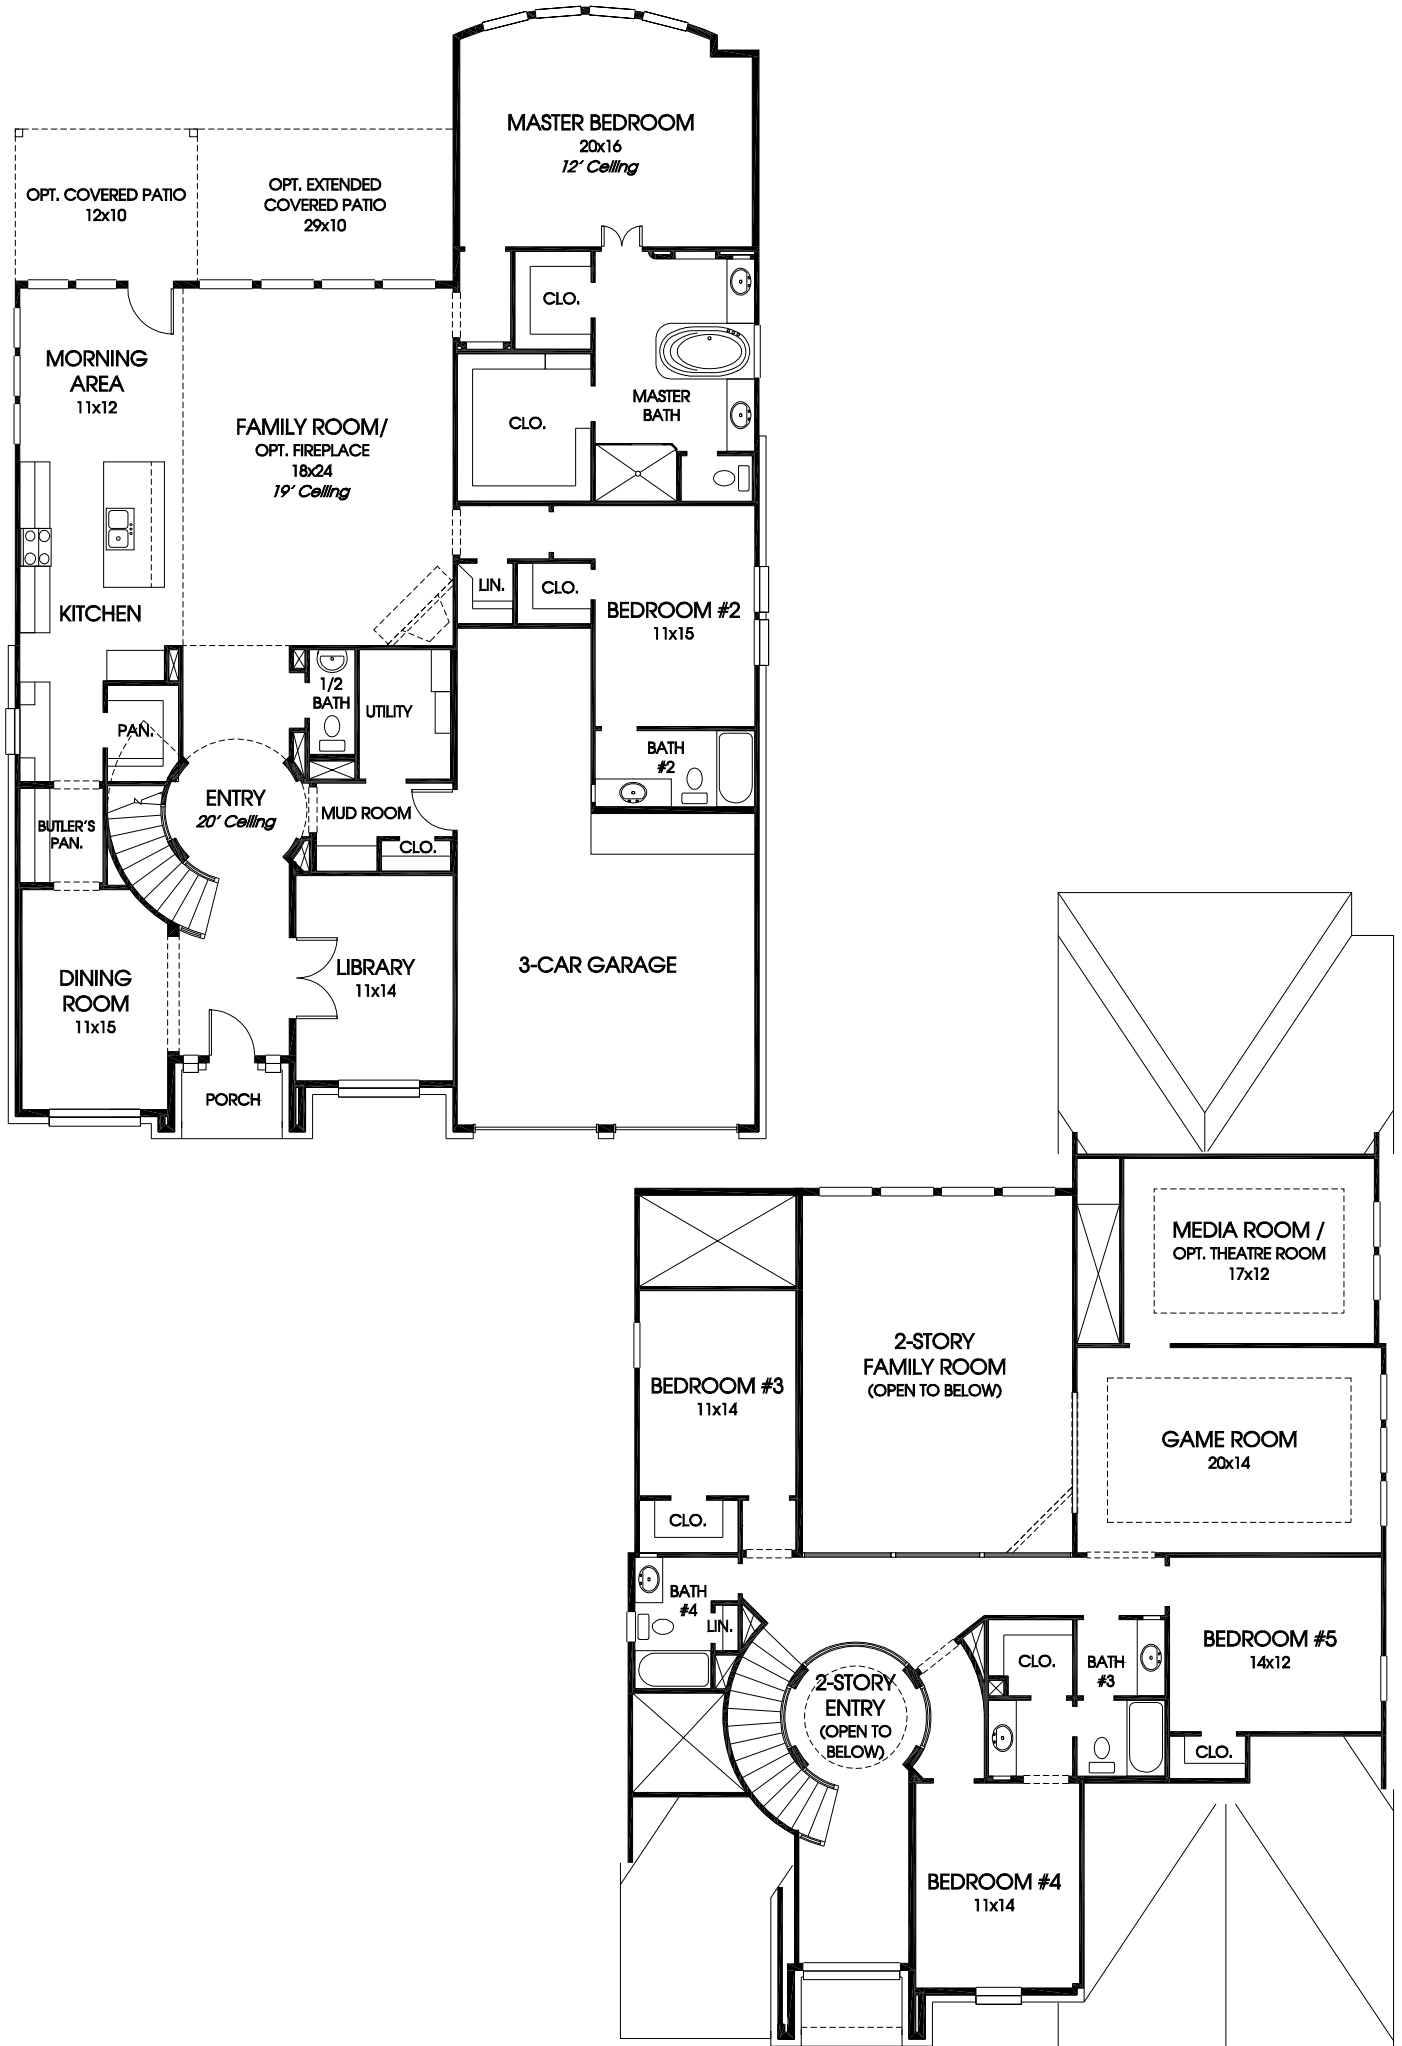 MASTER BEDROOM
20x16
12' Ceiling
OPT. COVERED PATIO
12x10
OPT. EXTENDED
COVERED PATIO
29x10
CLO.
MORNING
AREA
11x12
FAMILY ROOM/
OPT. FIREPLACE
18x24
19' Ceiling
CLO.
MASTER
BATH
KITCHEN
LIN.
CLO.
BEDROOM #2
11x15
1/2
BATH
UTILITY
PAN.
BATH
#2
ENTRY
20' Ceiling
MUD ROOM
CLO.
BUTLER'S
PAN.
DINING
ROOM
11x15
LIBRARY
11x14
3-CAR GARAGE
PORCH
MEDIA ROOM /
OPT. THEATRE ROOM
17x12
2-STORY
FAMILY ROOM
(OPEN TO BELOW)
BEDROOM #3
11x14
GAME ROOM
20x14
CLO.
BATH
#4
LIN.
2-STORY
ENTRY
(OPEN TO
BELOW)
CLO.
BATH
#3
BEDROOM #5
14x12
CLO.
BEDROOM #4
11x14